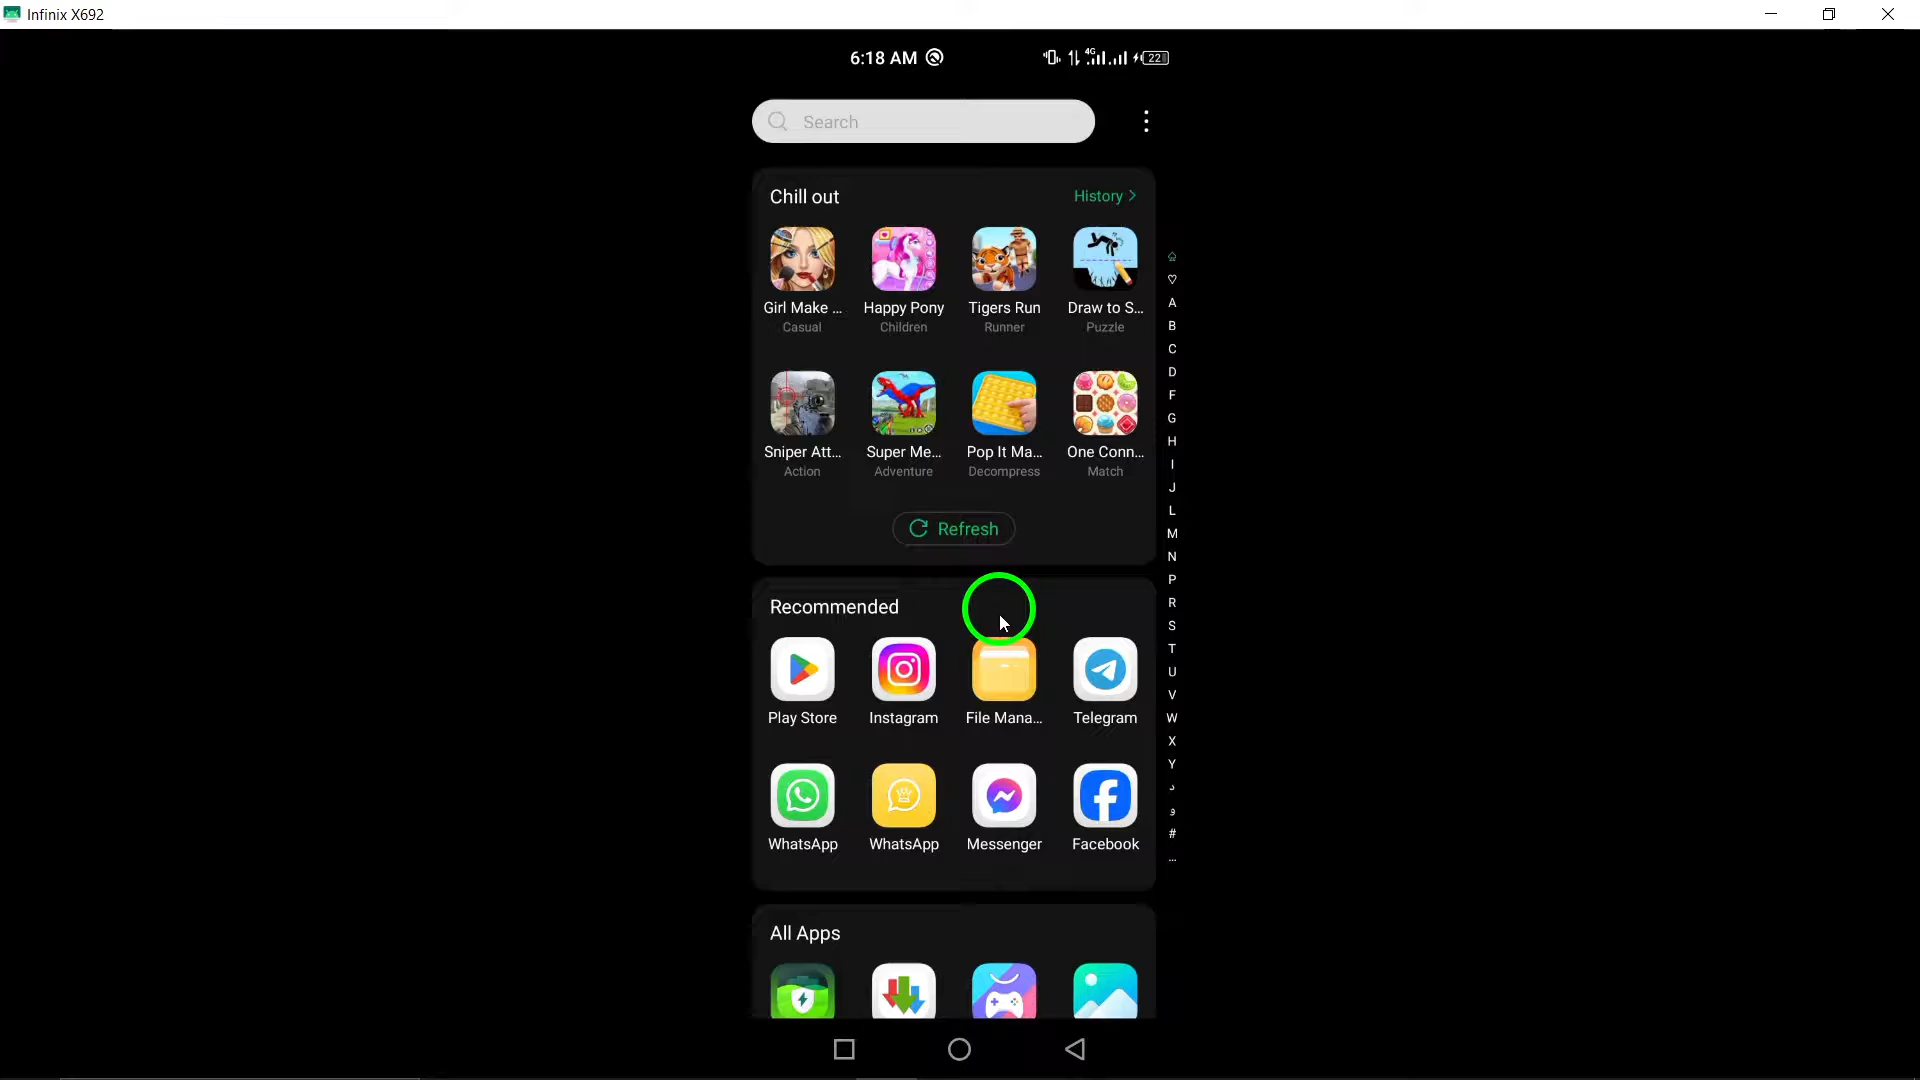 Infinix X692
6:18 AM
4G
22
Search
Chill out
History >
Girl Make ...
Happy Pony
Tigers Run
Draw to S...
Casual
Children
Runner
Puzzle
Sniper Att...
Super Me...
Pop It Ma...
One Conn...
Action
Adventure
Decompress
Match
Refresh
Recommended
Play Store
Instagram
File Mana...
Telegram
WhatsApp
WhatsApp
Messenger
Facebook
All Apps
A
B
C
D
F
G
H
I
J
L
M
N
P
R
S
T
U
V
W
X
Y
د
و
#
...